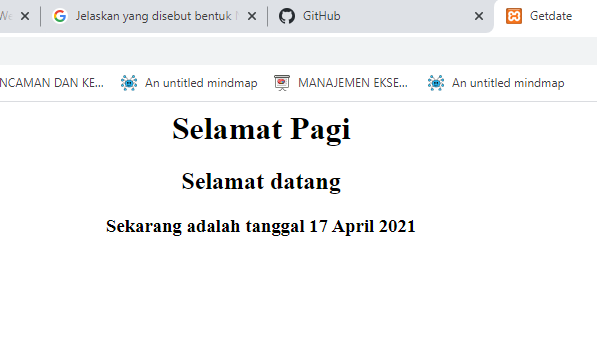 Jelaskan yang disebut bentuk
GitHub
Getdate
NCAMAN DAN KE...
An untitled mindmap
MANAJEMEN EKSE...
An untitled mindmap
Selamat Pagi
Selamat datang
Sekarang adalah tanggal 17 April 2021